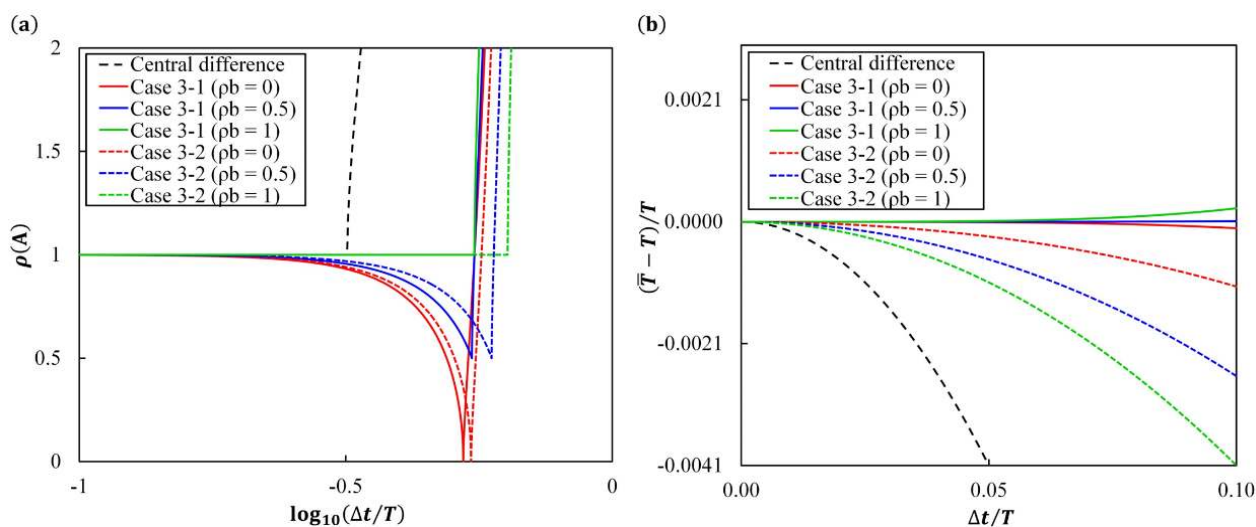 (a)
2
1.5
1
0.5
0
ρ(A)
Central difference
Case 3-1 (ρb = 0)
Case 3-1 (ρb = 0.5)
Case 3-1 (ρb = 1)
Case 3-2 (ρb = 0)
Case 3-2 (ρb = 0.5)
Case 3-2 (ρb = 1)
-1
-0.5
0
log₁₀(Δt/T)
(b)
0.0021
0.0000
-0.0021
-0.0041
(T̅ − T)/T
Central difference
Case 3-1 (ρb = 0)
Case 3-1 (ρb = 0.5)
Case 3-1 (ρb = 1)
Case 3-2 (ρb = 0)
Case 3-2 (ρb = 0.5)
Case 3-2 (ρb = 1)
0.00
0.05
0.10
Δt/T